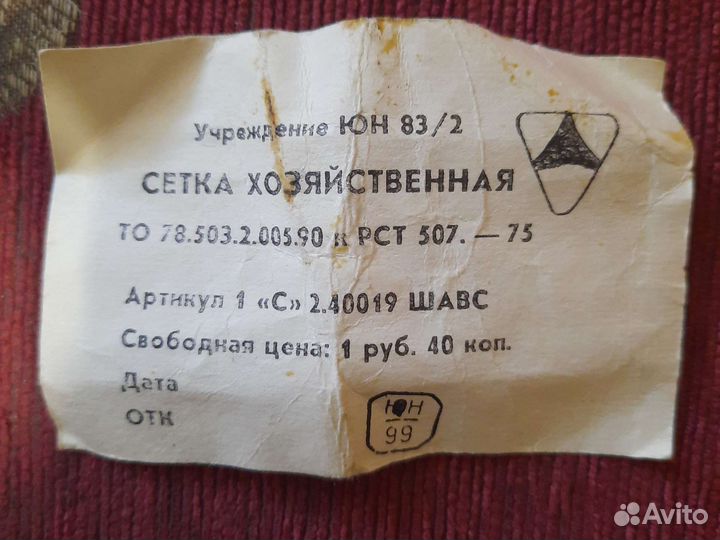 Учреждение ЮН 83/2
СЕТКА ХОЗЯЙСТВЕННАЯ
ТО 78.503.2.005.90 к РСТ 507. — 75
Артикул 1 «С» 2.40019 ШАВС
Свободная цена: 1 руб. 40 коп.
Дата
ОТК
ЮН
99
Avito